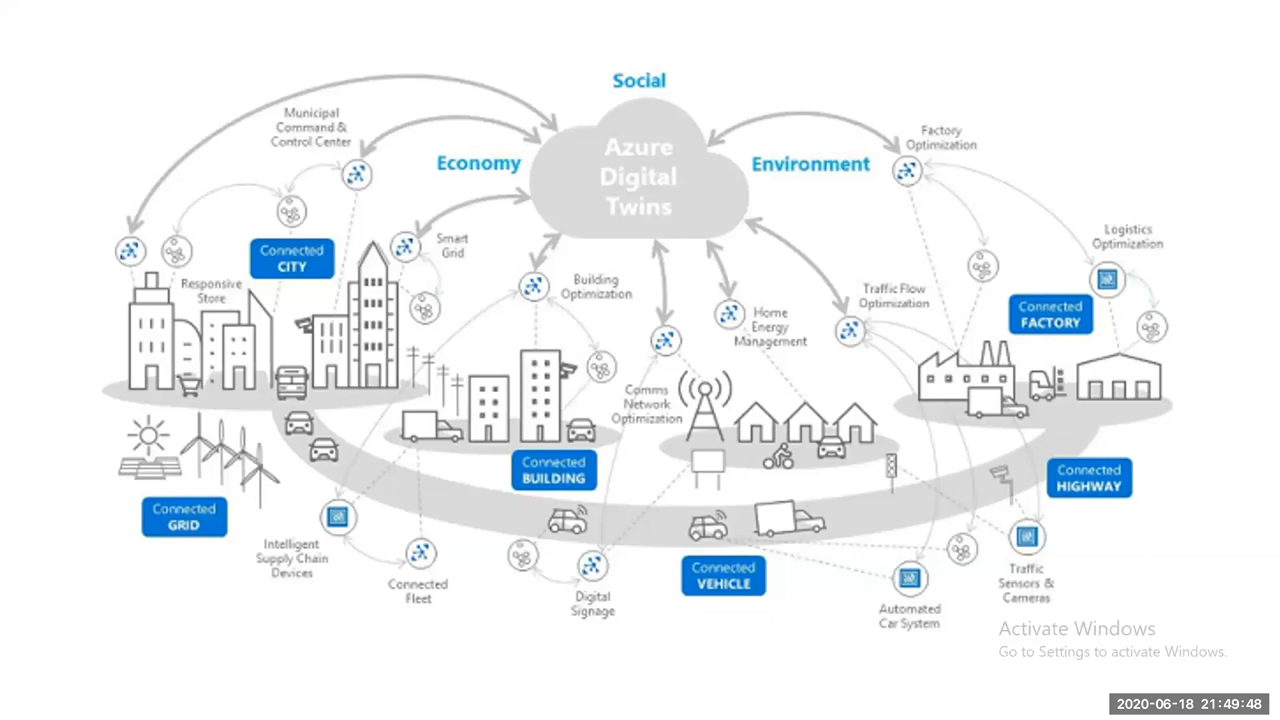 Social
Municipal
Command &
Control Center
Economy
Azure
Digital
Twins
Environment
Factory
Optimization
Connected
CITY
Smart
Grid
Responsive
Store
Building
Optimization
Home
Energy
Management
Traffic Flow
Optimization
Logistics
Optimization
Connected
FACTORY
Comms
Network
Optimization
Connected
BUILDING
Connected
HIGHWAY
Connected
GRID
Intelligent
Supply Chain
Devices
Connected
Fleet
Digital
Signage
Connected
VEHICLE
Automated
Car System
Traffic
Sensors &
Cameras
Activate Windows
Go to Settings to activate Windows.
2020-06-18 21:49:48